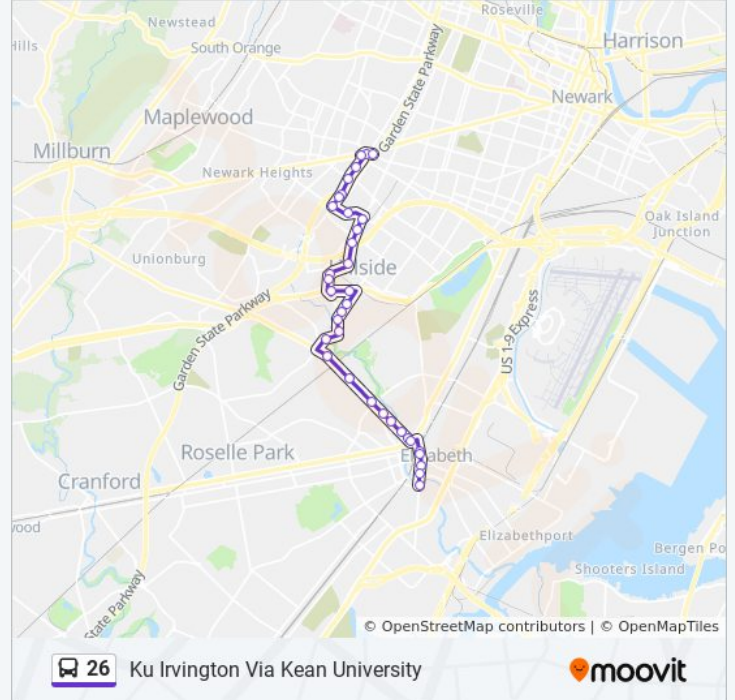 Roselville
Newstead
Hills
South Orange
Garden State Parkway
Harrison
Newark
Maplewood
Millburn
Newark Heights
Oak Island
Junction
Unionburg
Hillside
Garden State Parkway
US 1-9 Express
Roselle Park
Elizabeth
Cranford
wood
Elizabethport
Bergen Po
Shooters Island
State Parkway
© OpenStreetMap contributors | © OpenMapTiles
26 Ku Irvington Via Kean University
moovit